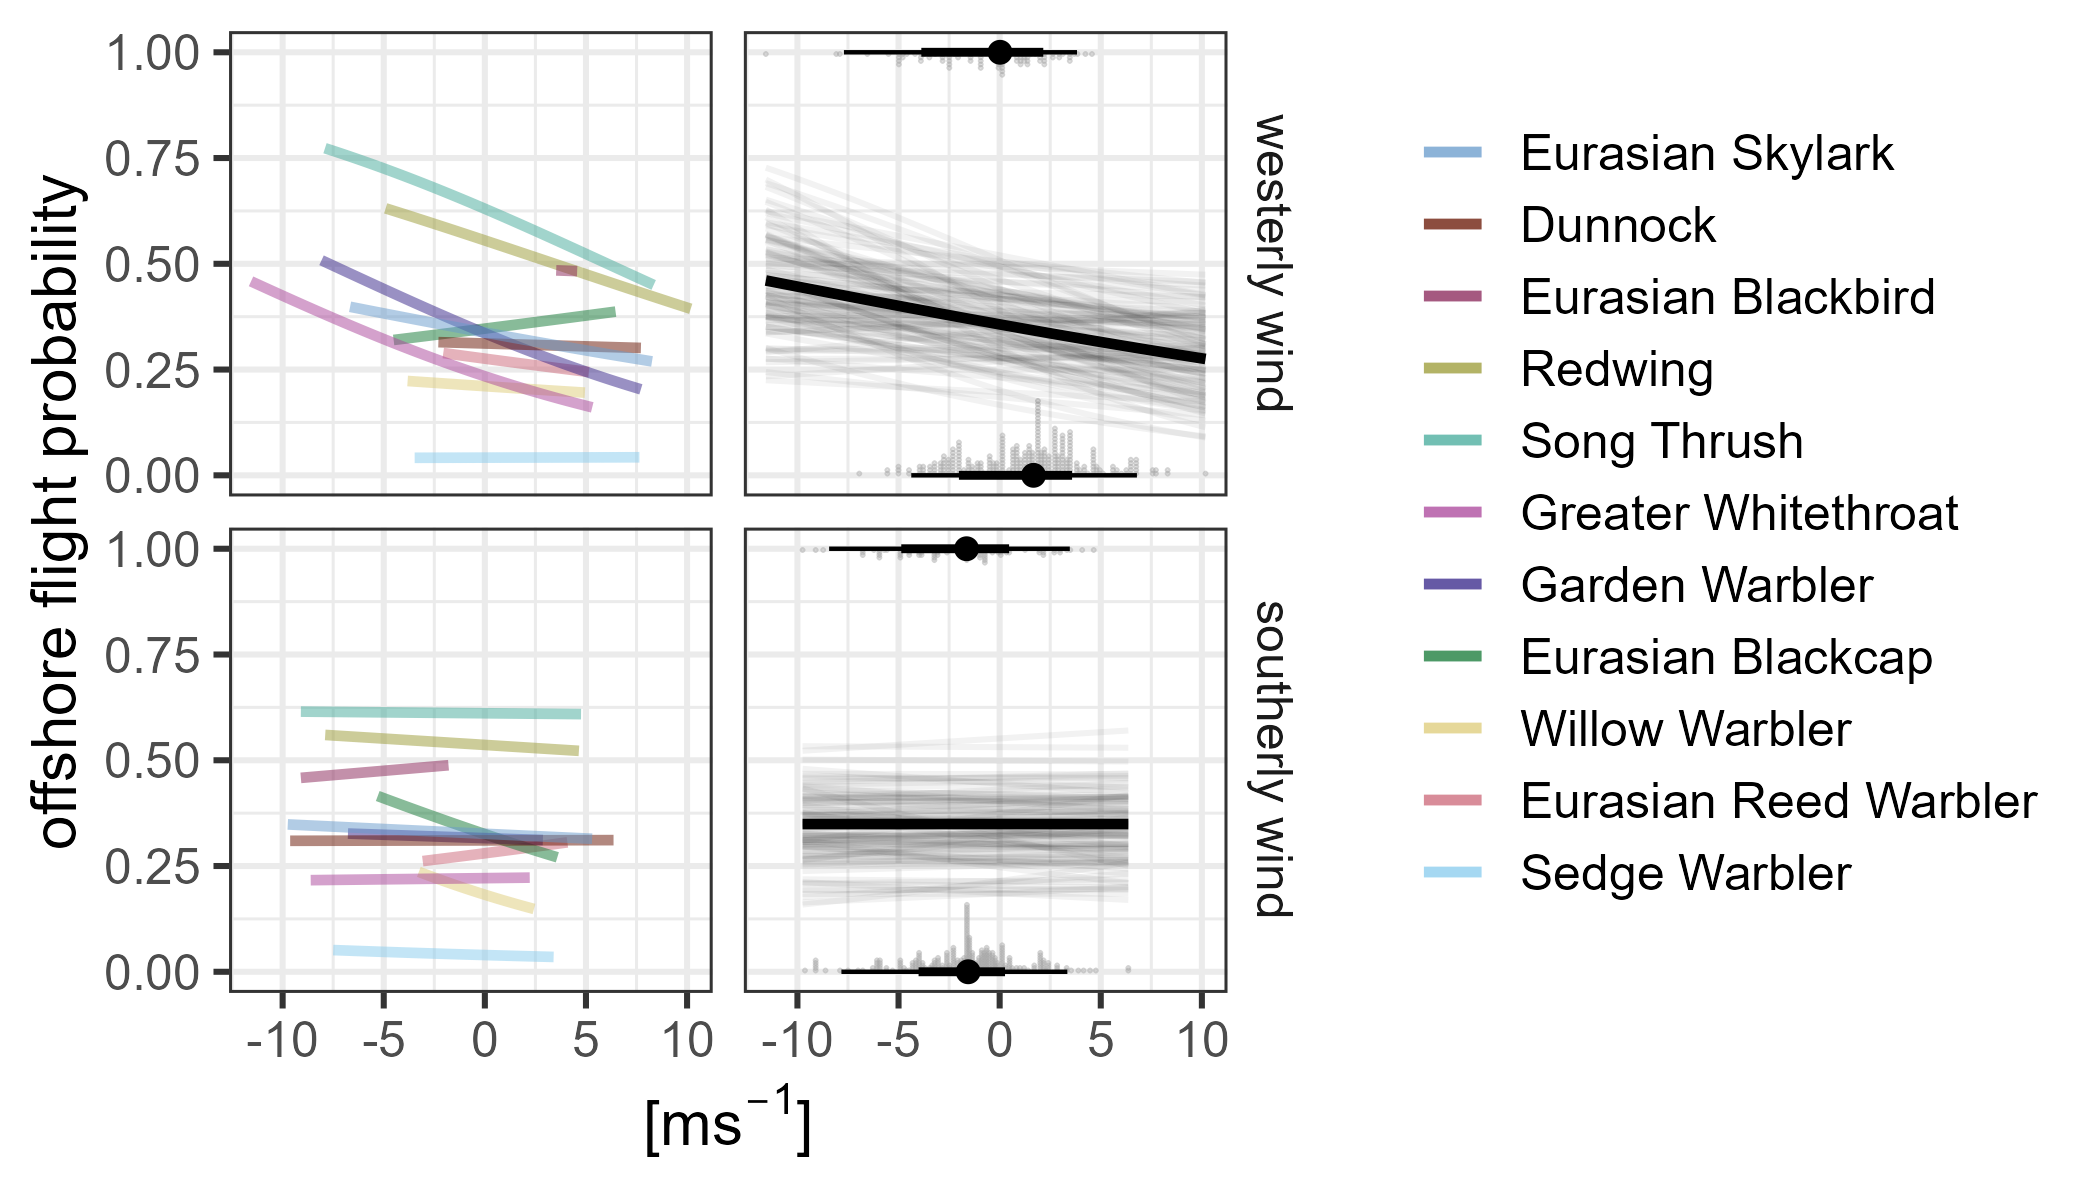 offshore flight probability
1.00
0.75
0.50
0.25
0.00
westerly wind
1.00
0.75
0.50
0.25
0.00
southerly wind
-10 -5 0 5 10
-10 -5 0 5 10
[ms⁻¹]
Eurasian Skylark
Dunnock
Eurasian Blackbird
Redwing
Song Thrush
Greater Whitethroat
Garden Warbler
Eurasian Blackcap
Willow Warbler
Eurasian Reed Warbler
Sedge Warbler